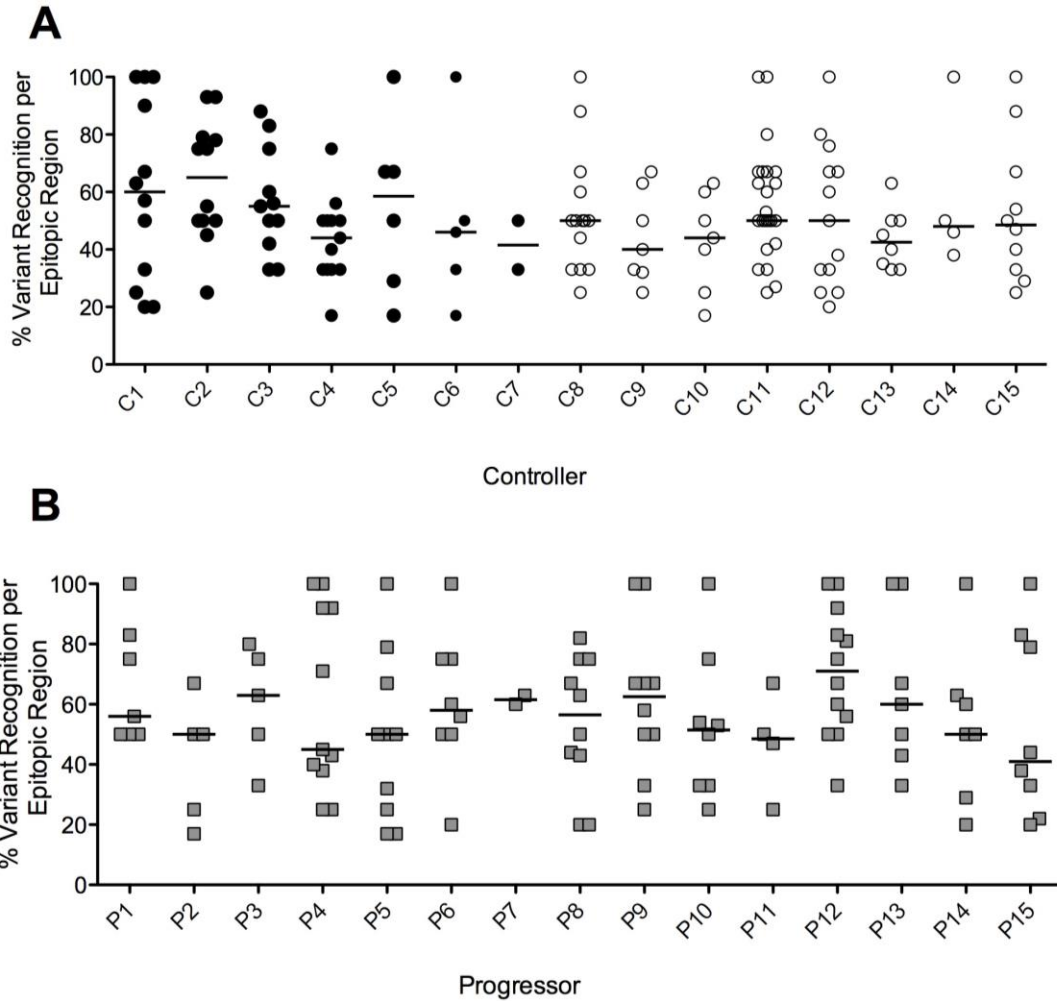 A
% Variant Recognition per
Epitopic Region
100
80
60
40
20
0
C1 C2 C3 C4 C5 C6 C7 C8 C9 C10 C11 C12 C13 C14 C15
Controller
B
% Variant Recognition per
Epitopic Region
100
80
60
40
20
0
P1 P2 P3 P4 P5 P6 P7 P8 P9 P10 P11 P12 P13 P14 P15
Progressor